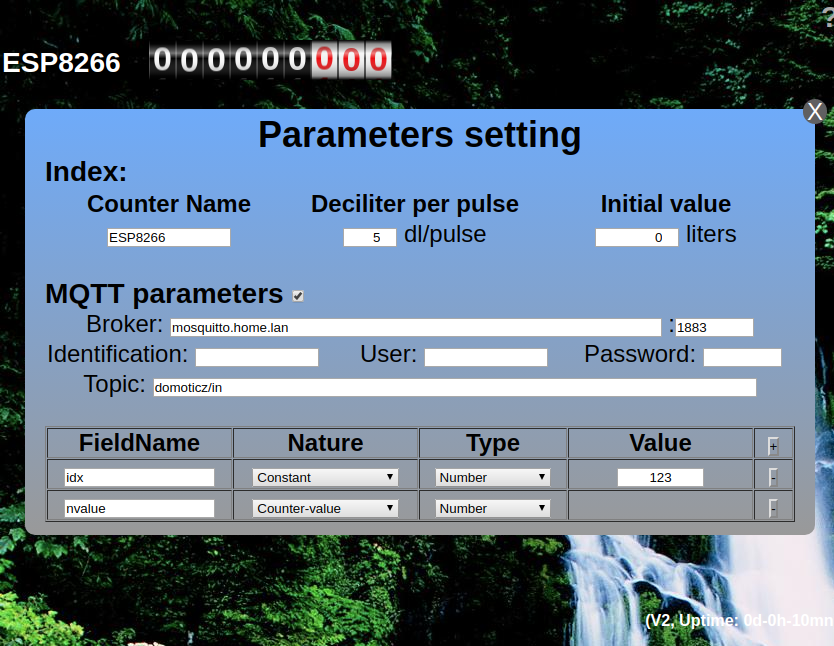 ?
ESP8266 000000000
X
Parameters setting
Index:
Counter Name Deciliter per pulse Initial value
ESP8266 5 dl/pulse 0 liters
MQTT parameters
Broker: mosquitto.home.lan : 1883
Identification: User: Password:
Topic: domoticz/in
FieldName Nature Type Value +
idx Constant Number 123 -
nvalue Counter-value Number -
(V2, Uptime: 0d-0h-10mn